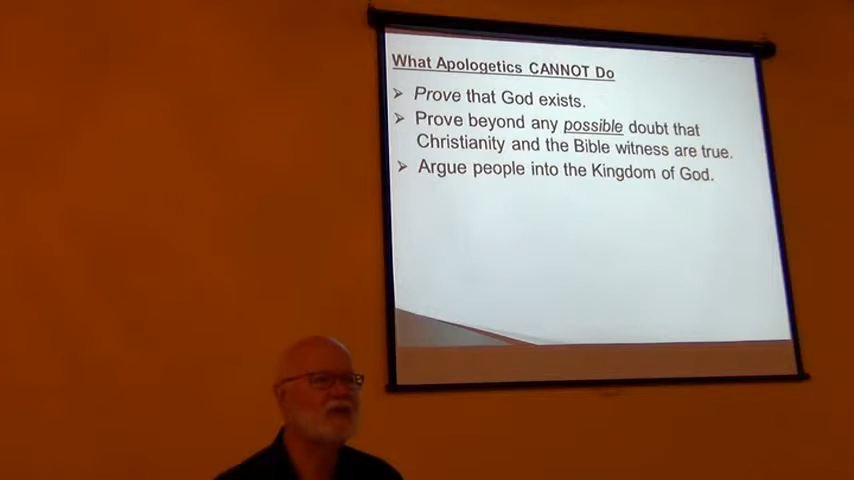 What Apologetics CANNOT Do
➢ Prove that God exists.
➢ Prove beyond any possible doubt that
Christianity and the Bible witness are true.
➢ Argue people into the Kingdom of God.